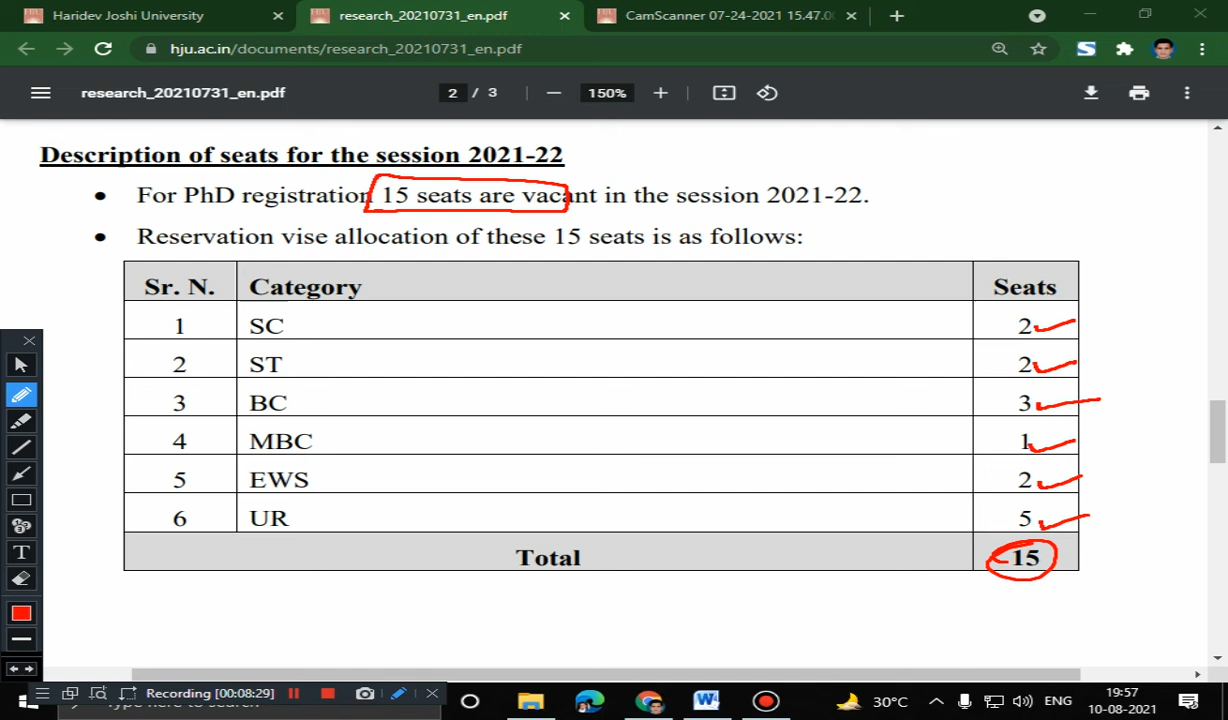 Haridev Joshi University
research_20210731_en.pdf
CamScanner 07-24-2021 15.47.0
hju.ac.in/documents/research_20210731_en.pdf
research_20210731_en.pdf
2 / 3
150%
Description of seats for the session 2021-22
For PhD registration 15 seats are vacant in the session 2021-22.
Reservation vise allocation of these 15 seats is as follows:
Sr. N. Category Seats
1 SC 2
2 ST 2
3 BC 3
4 MBC 1
5 EWS 2
6 UR 5
Total 15
Recording [00:08:29]
30°C
ENG
19:57
10-08-2021